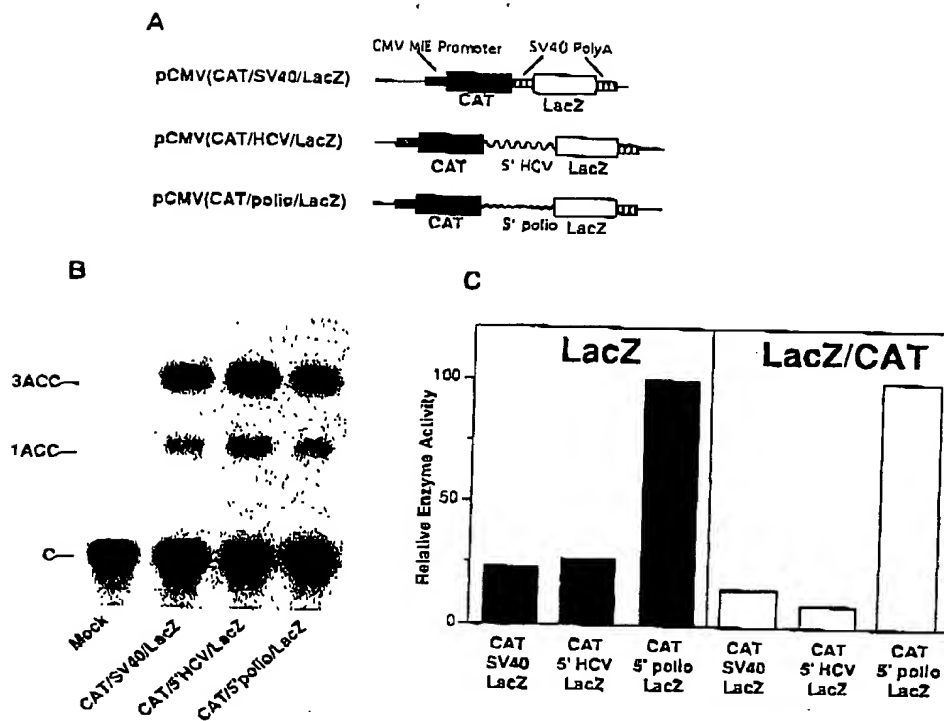 A
CMV MIE Promoter SV40 PolyA
pCMV(CAT/SV40/LacZ)
CAT LacZ
pCMV(CAT/HCV/LacZ)
CAT 5' HCV LacZ
pCMV(CAT/polio/LacZ)
CAT 5' polio LacZ
B
3ACC
1ACC
C
Mock
CAT/SV40/LacZ
CAT/5'HCV/LacZ
CAT/5'polio/LacZ
C
LacZ LacZ/CAT
Relative Enzyme Activity
100
50
0
CAT CAT CAT CAT CAT CAT
SV40 5' HCV 5' polio SV40 5' HCV 5' polio
LacZ LacZ LacZ LacZ LacZ LacZ